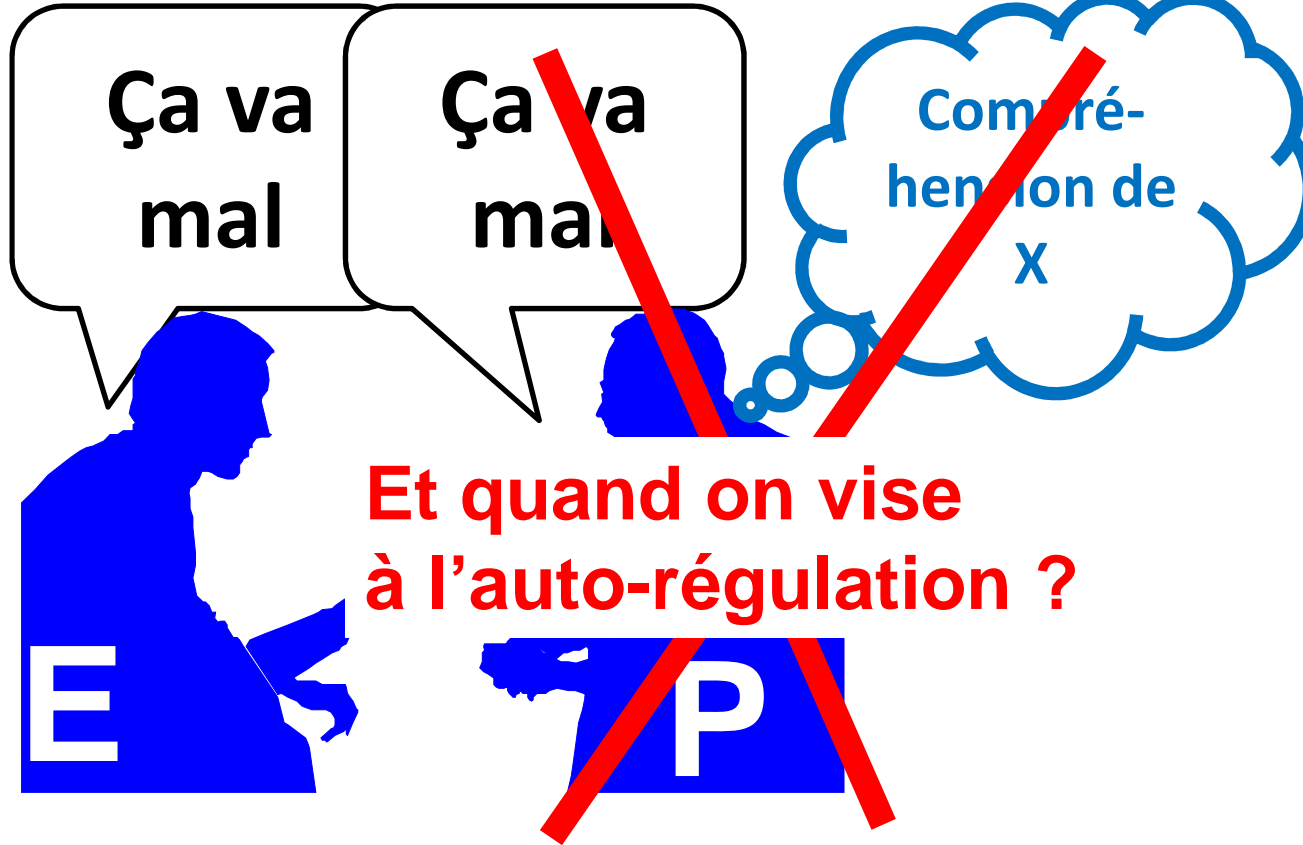 Ça va
mal
Ça va
mal
Compré-
hension de
X
Et quand on vise
à l’auto-régulation ?
E
P